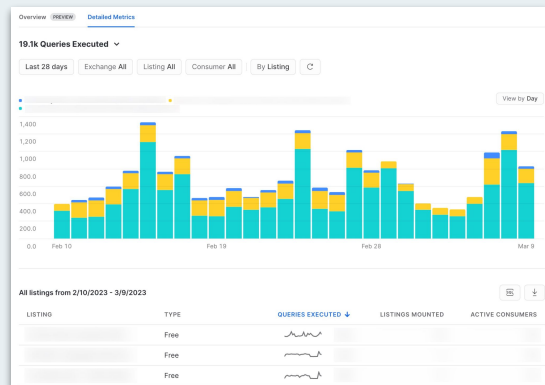 Overview PREVIEW Detailed Metrics
19.1k Queries Executed
Last 28 days Exchange All Listing All Consumer All By Listing
View by Day
1,400
1,200
1,000
800.0
600.0
400.0
200.0
0.0
Feb 10 Feb 19 Feb 28 Mar 9
All listings from 2/10/2023 - 3/9/2023
LISTING TYPE QUERIES EXECUTED LISTINGS MOUNTED ACTIVE CONSUMERS
Free
Free
Free